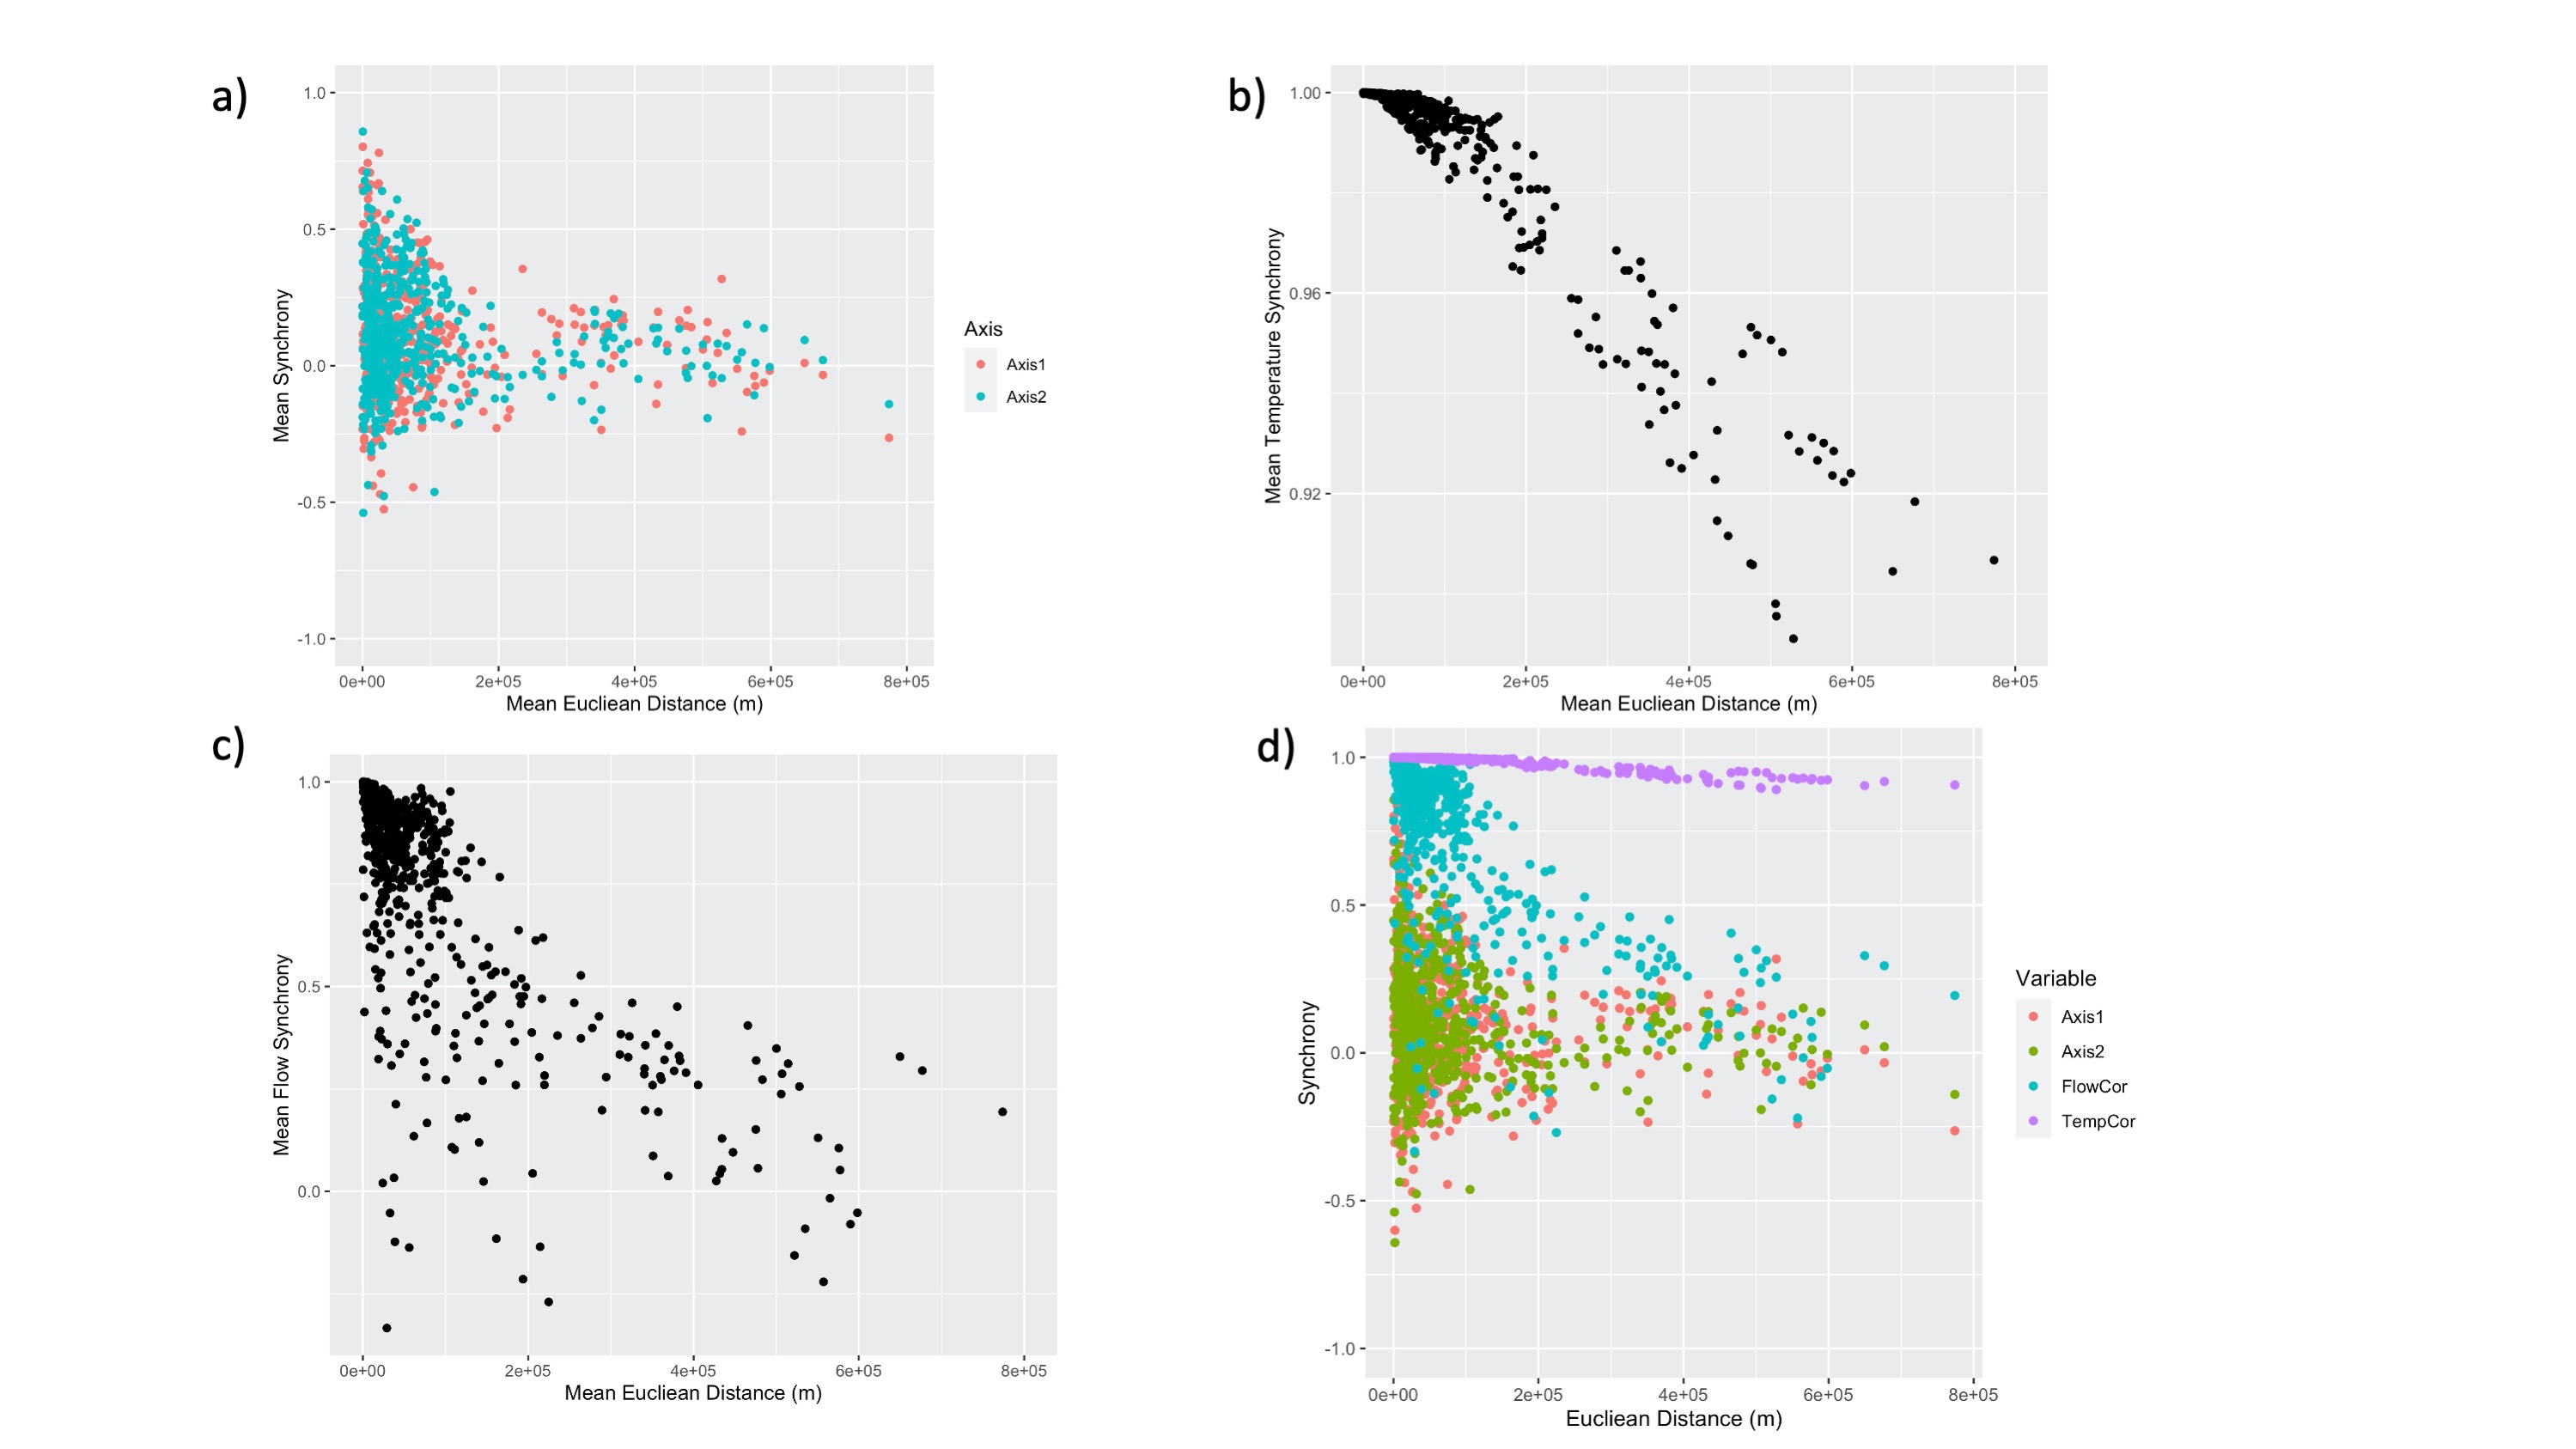 a)
1.0
0.5
0.0
-0.5
-1.0
Mean Synchrony
0e+00 2e+05 4e+05 6e+05 8e+05
Mean Eucliean Distance (m)
Axis
Axis1
Axis2
b)
1.00
0.96
0.92
Mean Temperature Synchrony
0e+00 2e+05 4e+05 6e+05 8e+05
Mean Eucliean Distance (m)
c)
1.0
0.5
0.0
Mean Flow Synchrony
0e+00 2e+05 4e+05 6e+05 8e+05
Mean Eucliean Distance (m)
d)
1.0
0.5
0.0
-0.5
-1.0
Synchrony
0e+00 2e+05 4e+05 6e+05 8e+05
Eucliean Distance (m)
Variable
Axis1
Axis2
FlowCor
TempCor